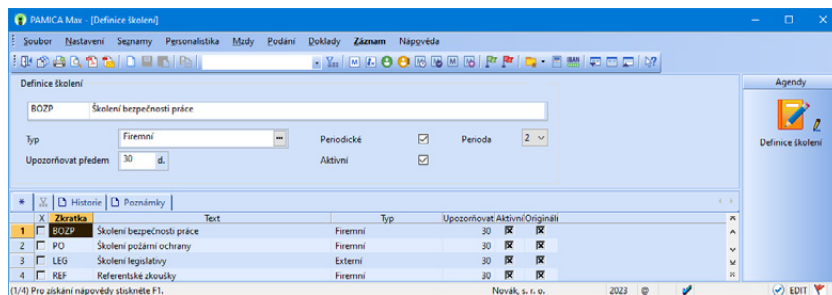 PAMICA Max - [Definice školení]
Soubor Nastavení Seznamy Personalistika Mzdy Podání Doklady Záznam Nápověda
Definice školení
Agendy
BOZP Školení bezpečnosti práce
Definice školení
Typ Firemní ... Periodické Perioda 2
Upozorňovat předem 30 d. Aktivní
* Historie Poznámky
X Zkratka Text Typ Upozorňovat Aktivní Origináli
1 BOZP Školení bezpečnosti práce Firemní 30
2 PO Školení požární ochrany Firemní 30
3 LEG Školení legislativy Externí 30
4 REF Referentské zkoušky Firemní 30
(1/4) Pro získání nápovědy stiskněte F1. Novák, s. r. o. 2023 @ EDIT